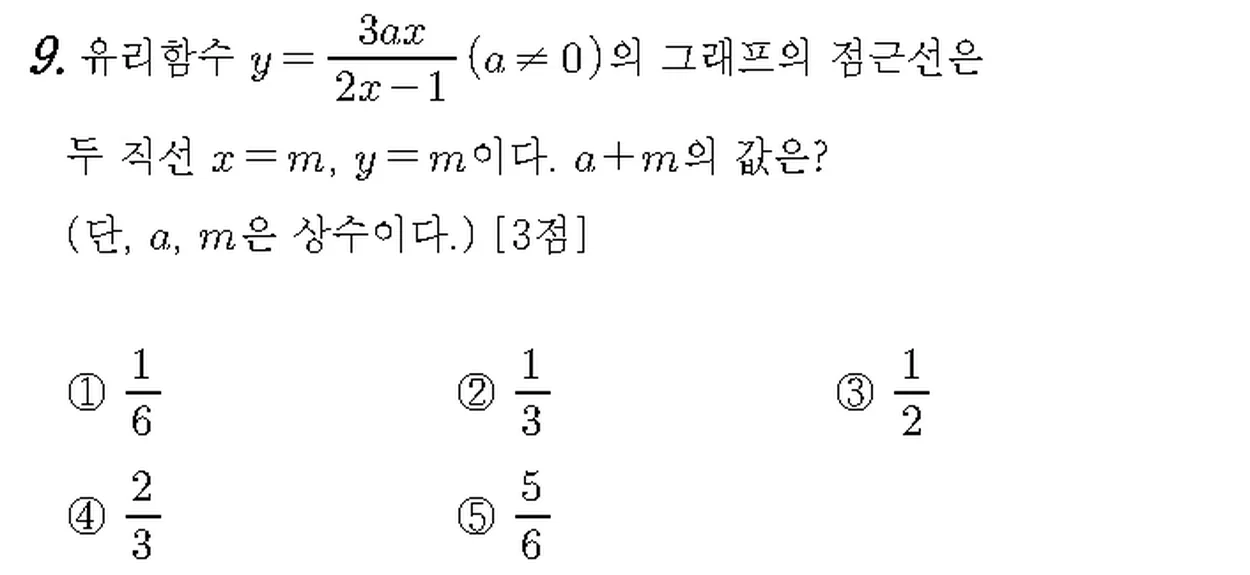 9. 유리함수 y = 3ax/(2x-1) (a ≠ 0)의 그래프의 점근선은
두 직선 x = m, y = m이다. a+m의 값은?
(단, a, m은 상수이다.) [3점]
① 1/6 ② 1/3 ③ 1/2
④ 2/3 ⑤ 5/6